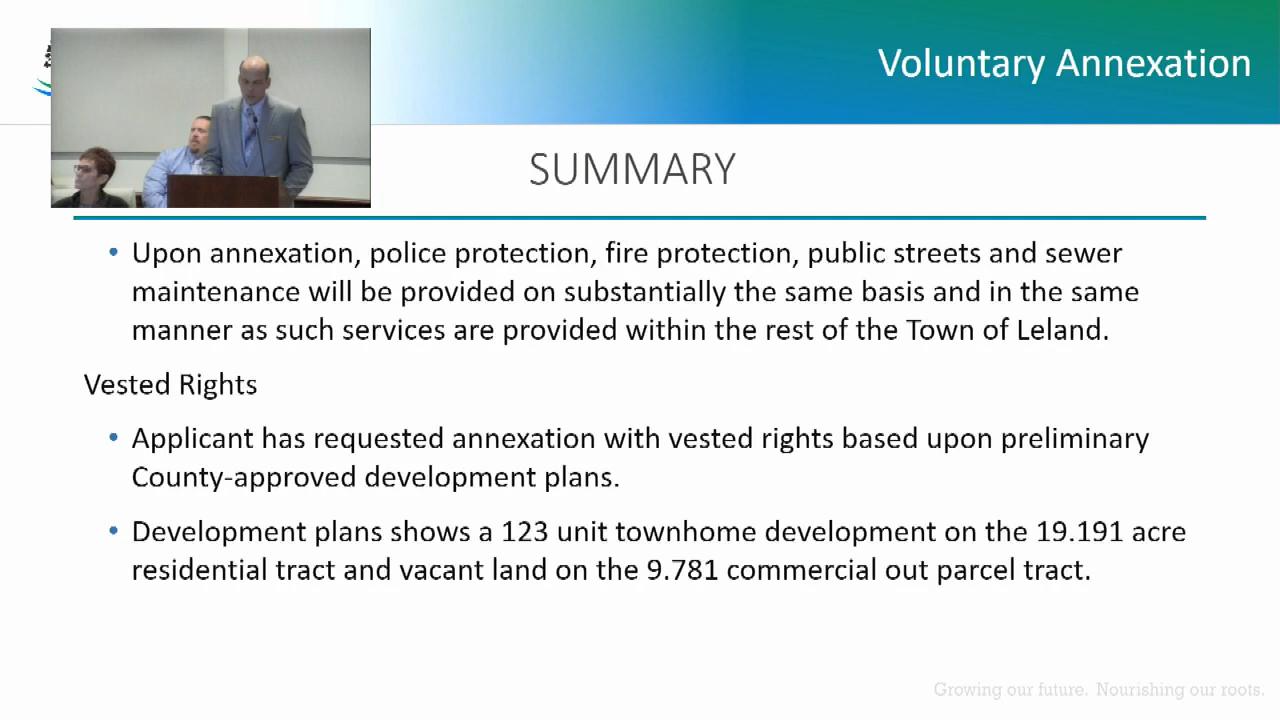 Voluntary Annexation
SUMMARY
• Upon annexation, police protection, fire protection, public streets and sewer
maintenance will be provided on substantially the same basis and in the same
manner as such services are provided within the rest of the Town of Leland.
Vested Rights
• Applicant has requested annexation with vested rights based upon preliminary
County-approved development plans.
• Development plans shows a 123 unit townhome development on the 19.191 acre
residential tract and vacant land on the 9.781 commercial out parcel tract.
Growing our future. Nourishing our roots.